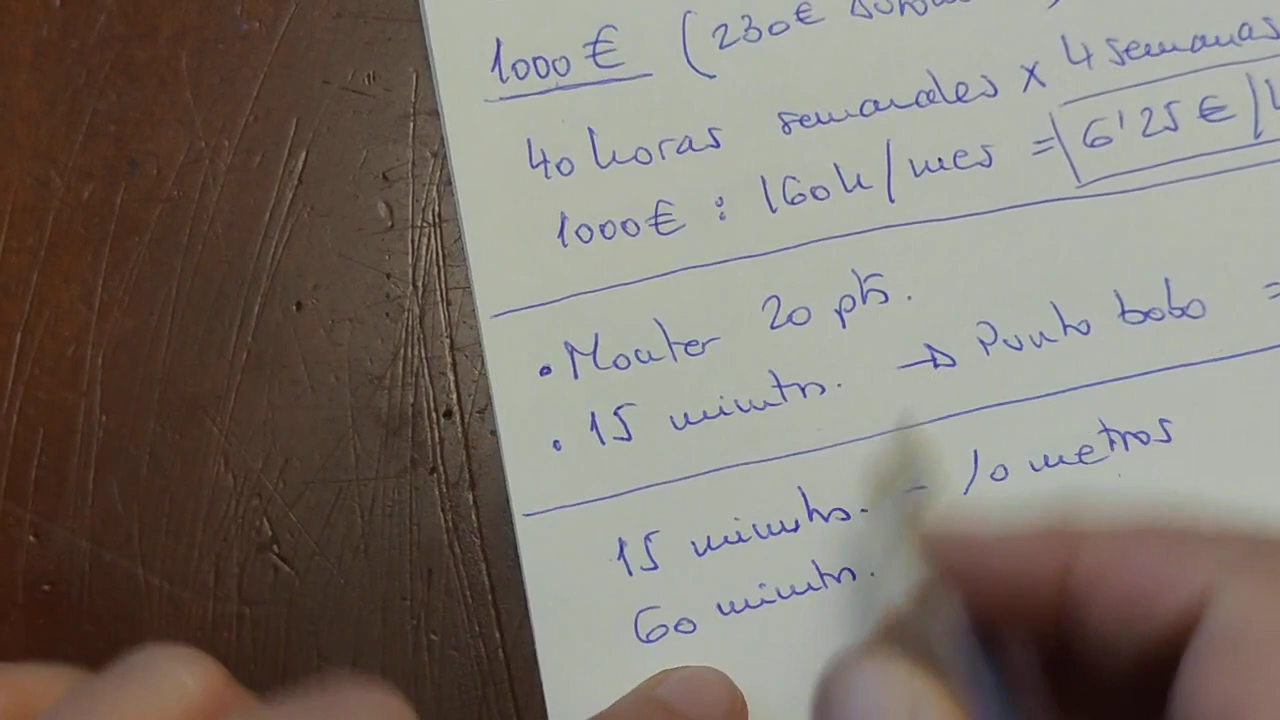 1000 € (230€
40 horas semanales x 4 semanas
1000€ : 160h/mes = 6'25 € /
• Montar 20 pts.
• 15 minutos. → Punto bobo =
15 minutos. - 10 metros
60 minutos.